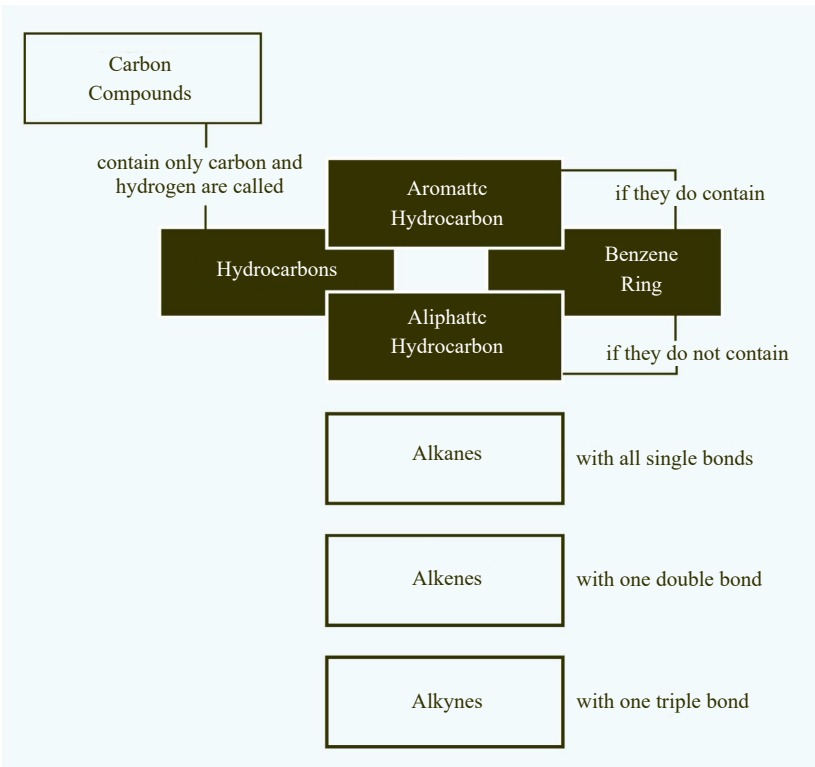 Carbon
Compounds
contain only carbon and
hydrogen are called
Aromattc
Hydrocarbon
if they do contain
Hydrocarbons
Benzene
Ring
Aliphattc
Hydrocarbon
if they do not contain
Alkanes
with all single bonds
Alkenes
with one double bond
Alkynes
with one triple bond